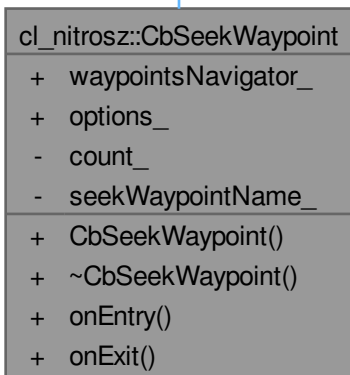 cl_nitrosz::CbSeekWaypoint
+ waypointsNavigator_
+ options_
- count_
- seekWaypointName_
+ CbSeekWaypoint()
+ ~CbSeekWaypoint()
+ onEntry()
+ onExit()